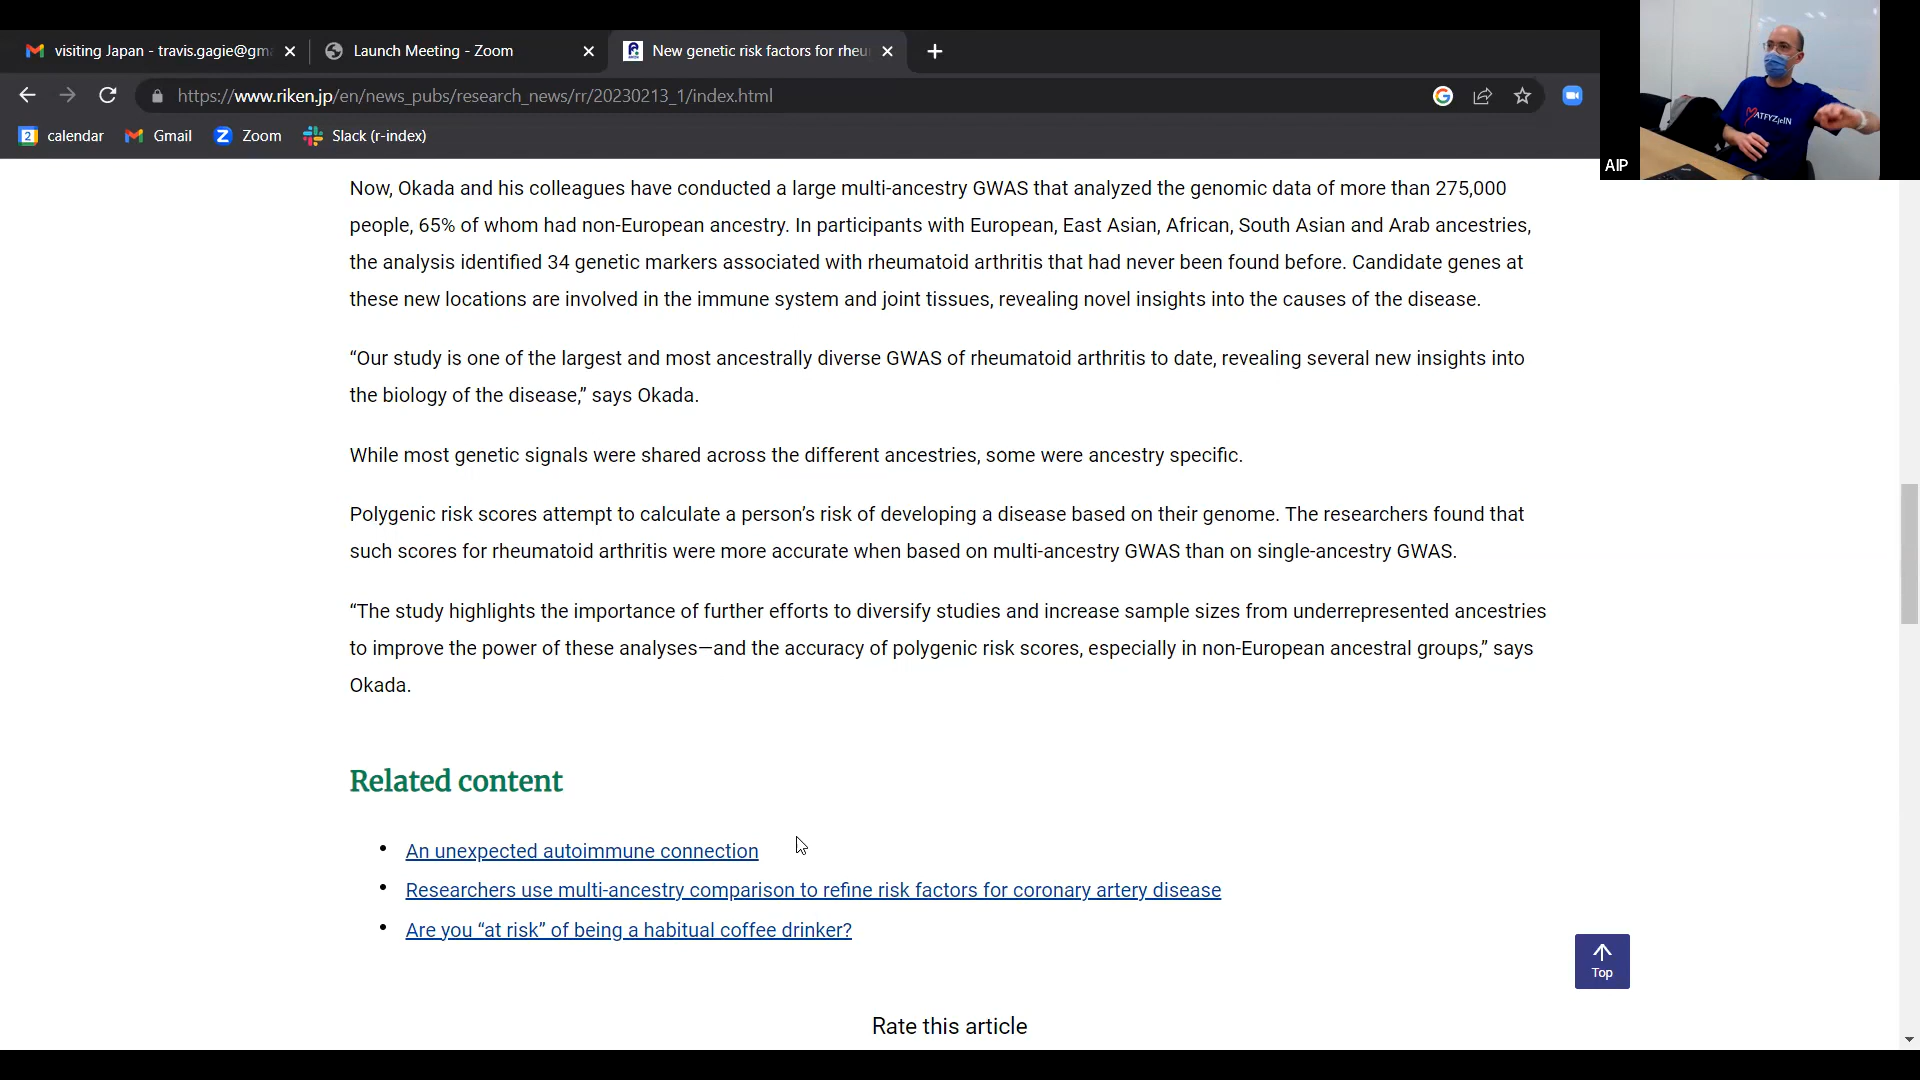 visiting Japan - travis.gagie@gm
Launch Meeting - Zoom
New genetic risk factors for rheu
https://www.riken.jp/en/news_pubs/research_news/rr/20230213_1/index.html
2 calendar Gmail Zoom Slack (r-index)
ATFYZjeIN
AIP
Now, Okada and his colleagues have conducted a large multi-ancestry GWAS that analyzed the genomic data of more than 275,000
people, 65% of whom had non-European ancestry. In participants with European, East Asian, African, South Asian and Arab ancestries,
the analysis identified 34 genetic markers associated with rheumatoid arthritis that had never been found before. Candidate genes at
these new locations are involved in the immune system and joint tissues, revealing novel insights into the causes of the disease.
“Our study is one of the largest and most ancestrally diverse GWAS of rheumatoid arthritis to date, revealing several new insights into
the biology of the disease,” says Okada.
While most genetic signals were shared across the different ancestries, some were ancestry specific.
Polygenic risk scores attempt to calculate a person’s risk of developing a disease based on their genome. The researchers found that
such scores for rheumatoid arthritis were more accurate when based on multi-ancestry GWAS than on single-ancestry GWAS.
“The study highlights the importance of further efforts to diversify studies and increase sample sizes from underrepresented ancestries
to improve the power of these analyses—and the accuracy of polygenic risk scores, especially in non-European ancestral groups,” says
Okada.
Related content
• An unexpected autoimmune connection
• Researchers use multi-ancestry comparison to refine risk factors for coronary artery disease
• Are you “at risk” of being a habitual coffee drinker?
Top
Rate this article